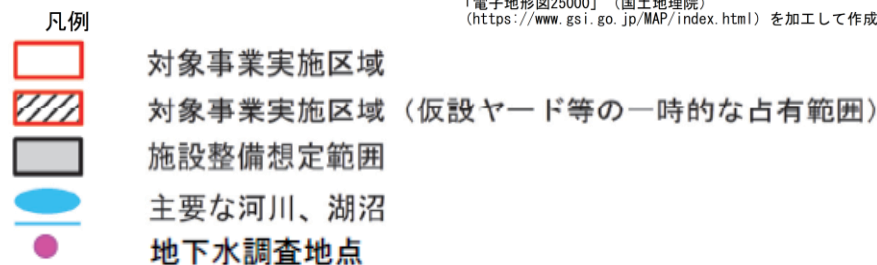 「電子地形図25000」(国土地理院)
(https://www.gsi.go.jp/MAP/index.html) を加工して作成
凡例
対象事業実施区域
対象事業実施区域（仮設ヤード等の一時的な占有範囲）
施設整備想定範囲
主要な河川、湖沼
地下水調査地点